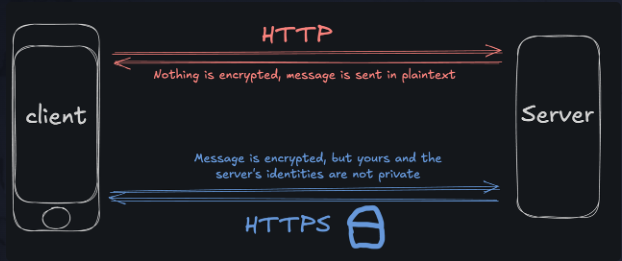 HTTP
Nothing is encrypted, message is sent in plaintext
client
Server
Message is encrypted, but yours and the
server's identities are not private
HTTPS